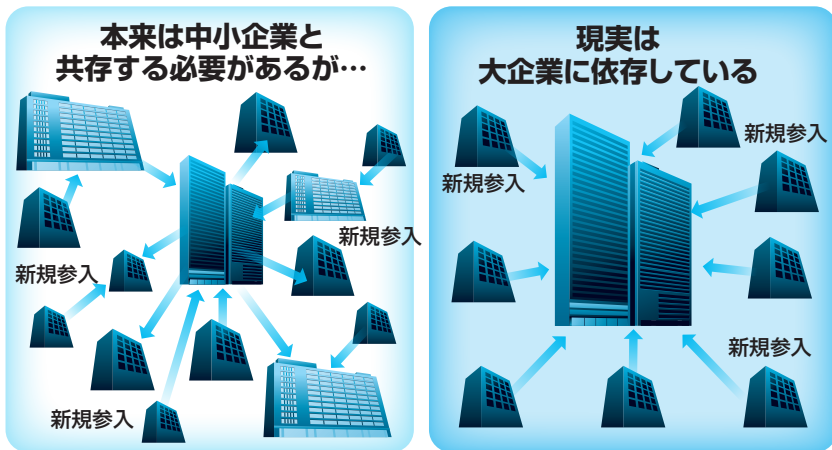 本来は中小企業と
共存する必要があるが…
新規参入
新規参入
新規参入
現実は
大企業に依存している
新規参入
新規参入
新規参入